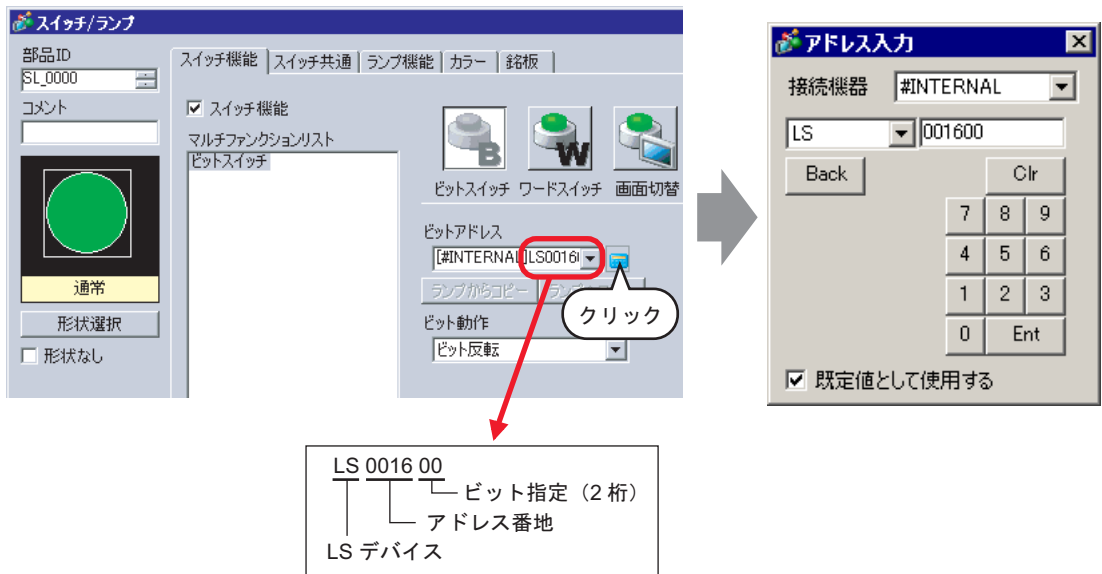 スイッチ/ランプ
部品ID
SL_0000
コメント
通常
形状選択
形状なし
スイッチ機能 スイッチ共通 ランプ機能 カラー 銘板
スイッチ機能
マルチファンクションリスト
ビットスイッチ
B W
ビットスイッチ ワードスイッチ 画面切替
ビットアドレス
[#INTERNAL]LS0016
ランプからコピー
クリック
ビット動作
ビット反転
アドレス入力
接続機器 #INTERNAL
LS 001600
Back Clr
7 8 9
4 5 6
1 2 3
0 Ent
既定値として使用する
LS 0016 00
ビット指定（2 桁）
アドレス番地
LS デバイス